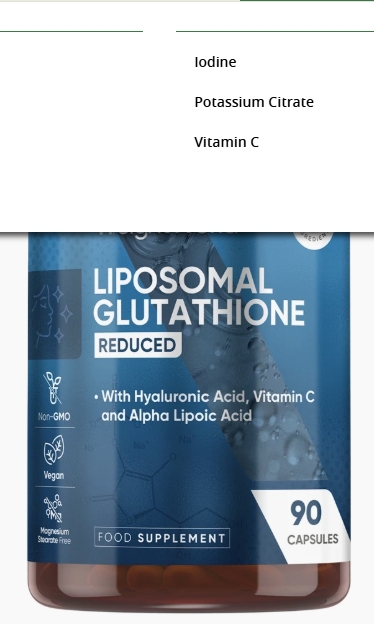 Iodine
Potassium Citrate
Vitamin C
LIPOSOMAL
GLUTATHIONE
REDUCED
• With Hyaluronic Acid, Vitamin C
and Alpha Lipoic Acid
Non-GMO
Vegan
Magnesium
Stearate Free
90
CAPSULES
FOOD SUPPLEMENT